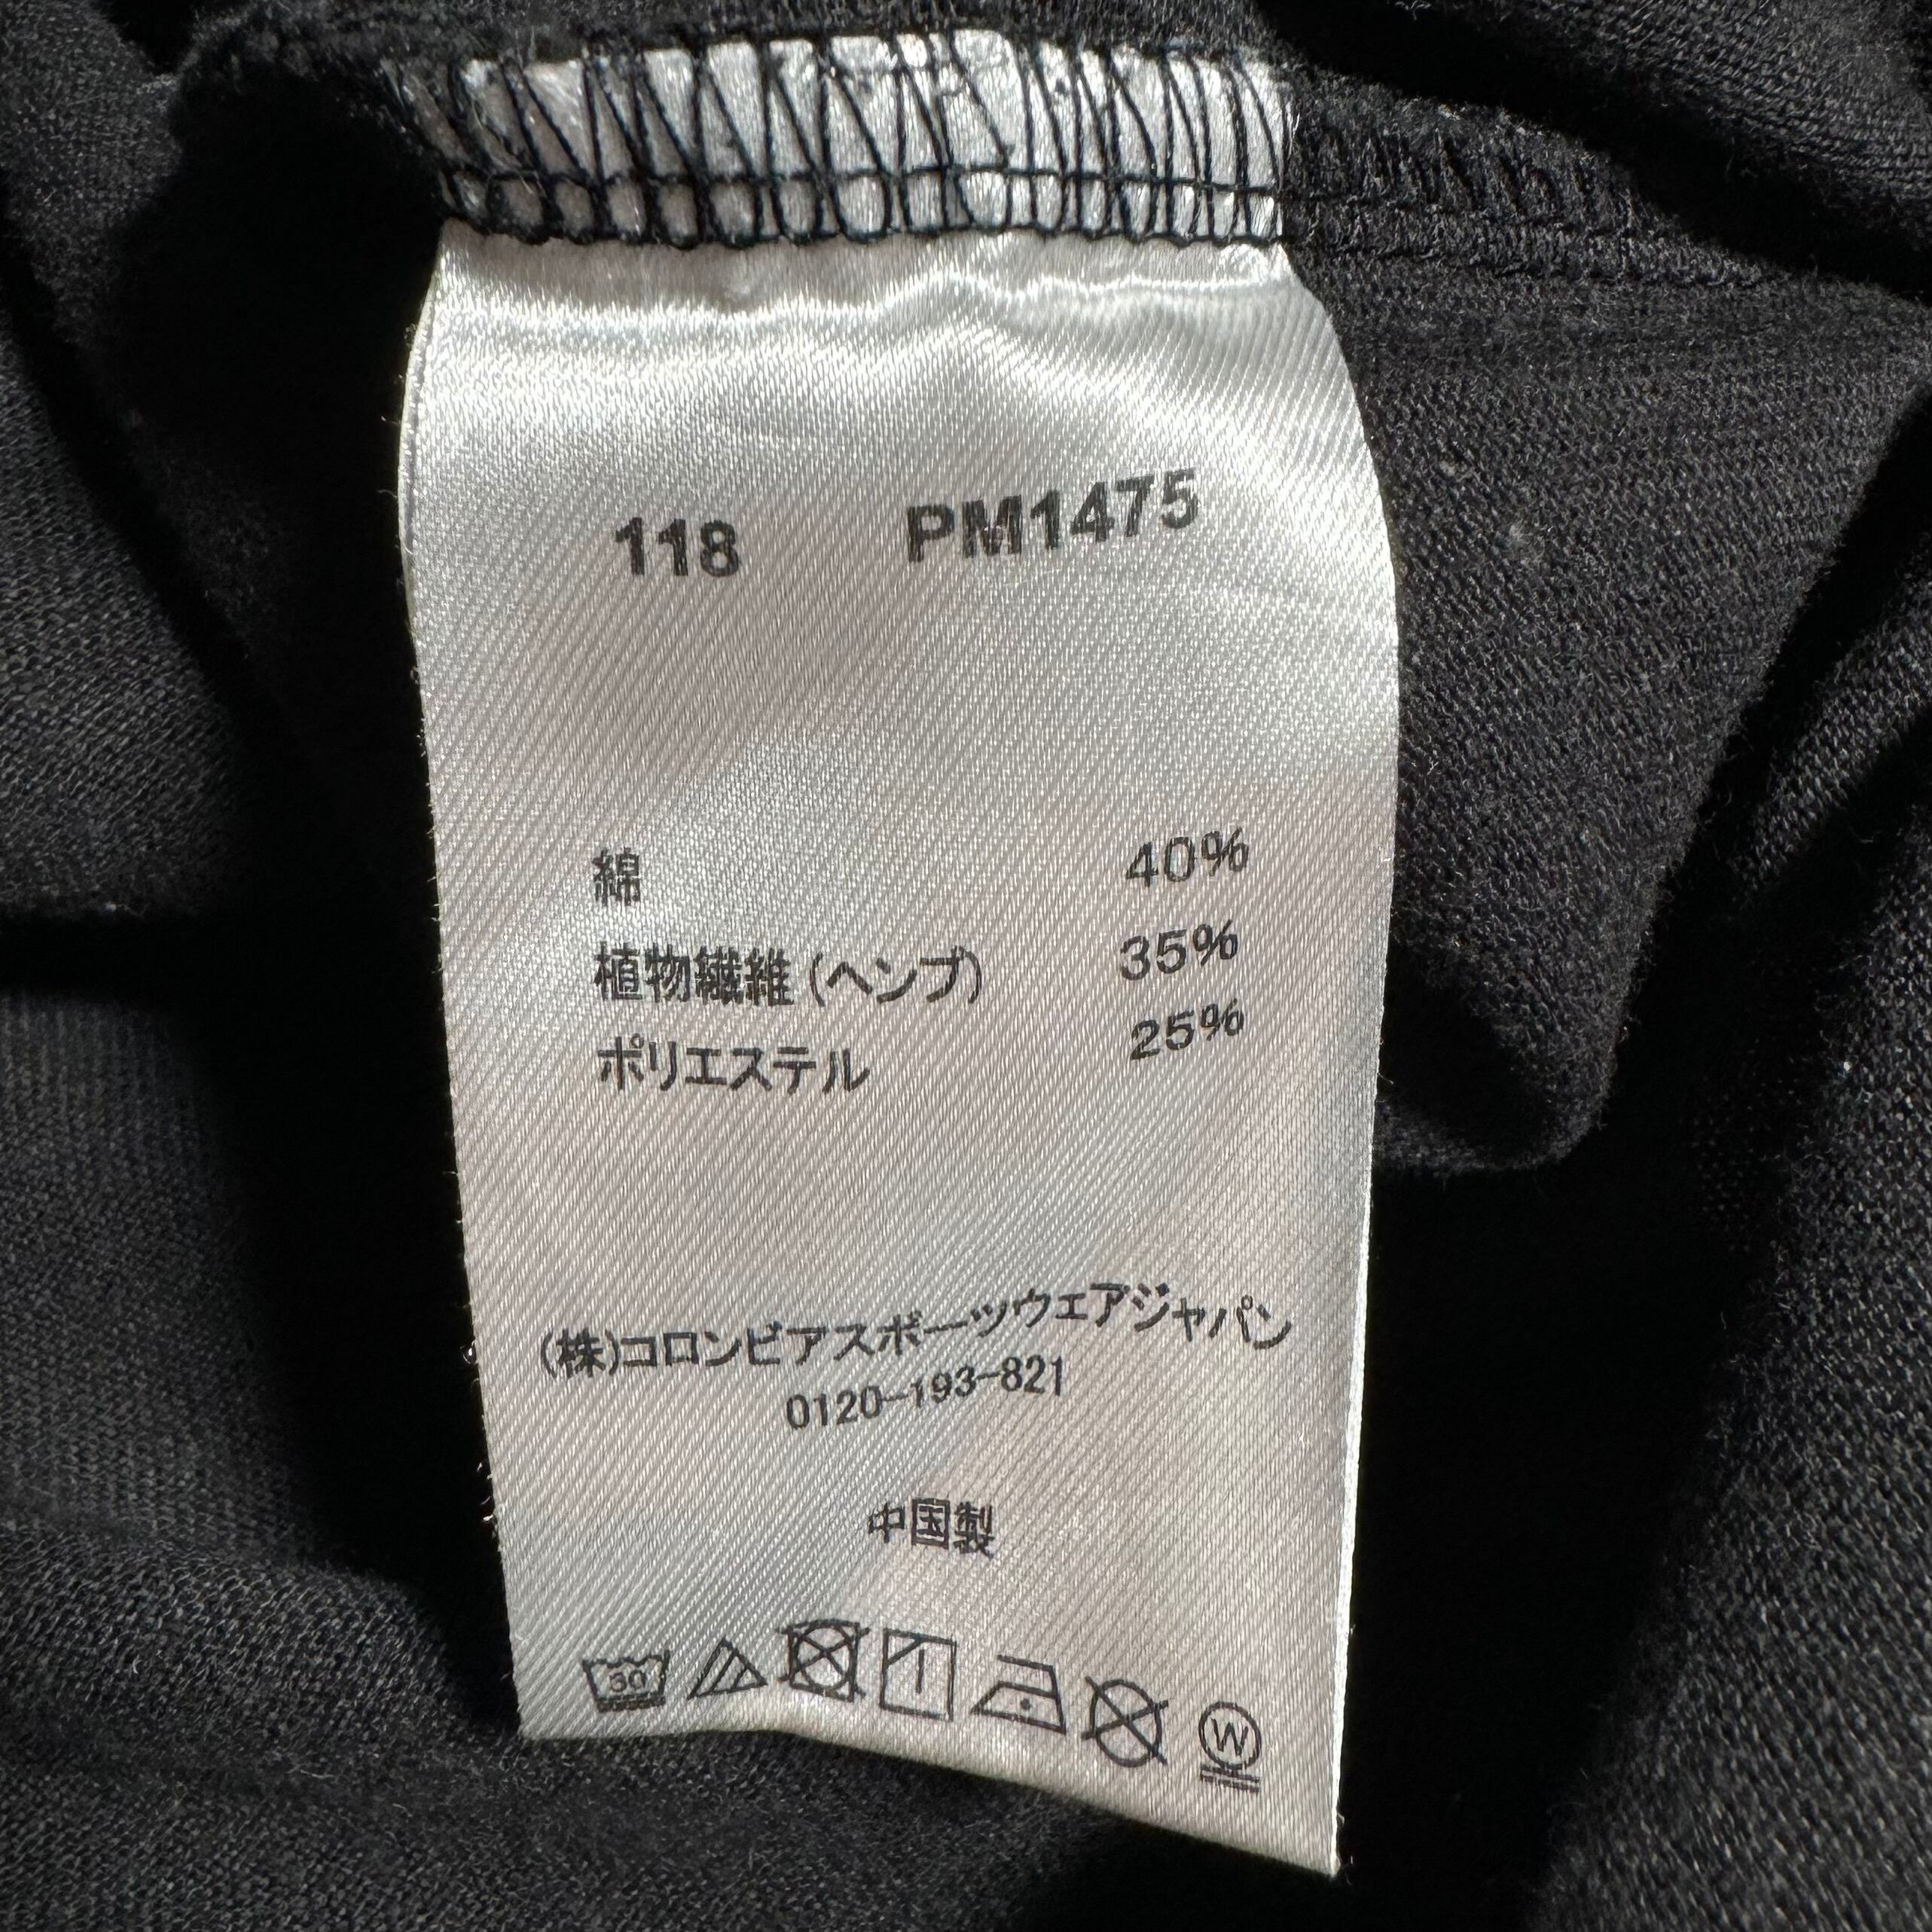 118 PM1475
綿 40%
植物繊維(ヘンプ) 35%
ポリエステル 25%
(株)コロンビアスポーツウェアジャパン
0120-193-821
中国製
30
W